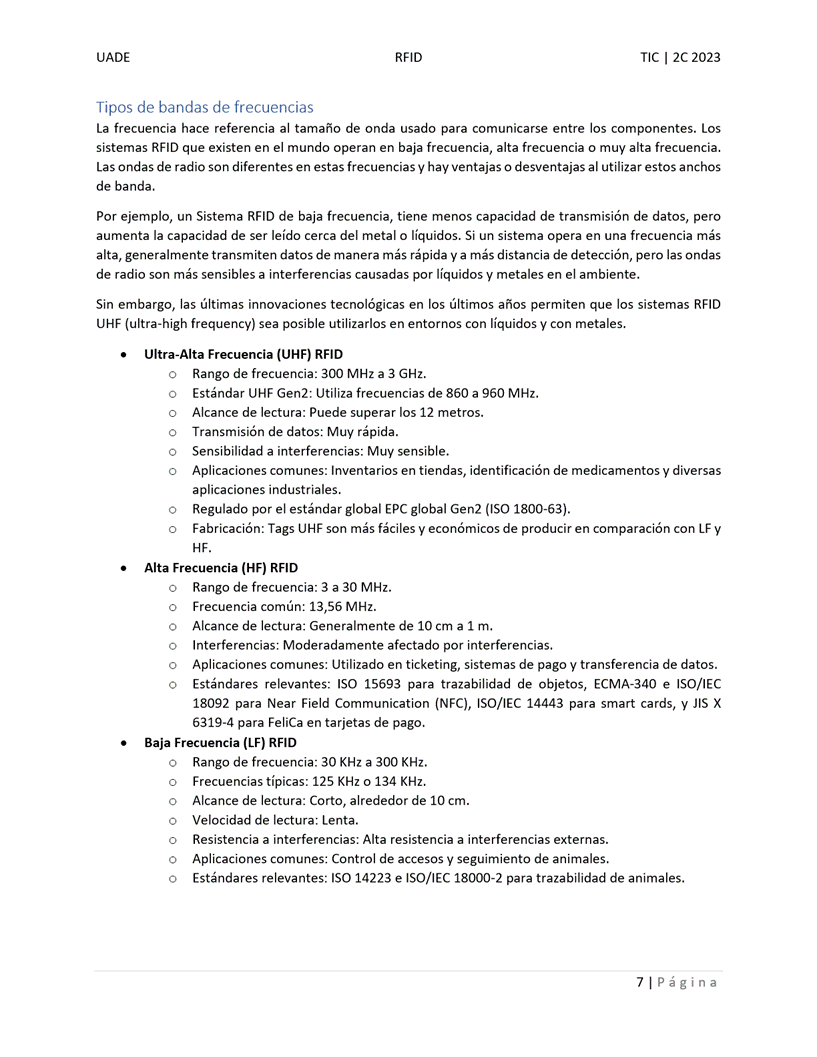 UADE RFID TIC | 2C 2023
Tipos de bandas de frecuencias
La frecuencia hace referencia al tamaño de onda usado para comunicarse entre los componentes. Los
sistemas RFID que existen en el mundo operan en baja frecuencia, alta frecuencia o muy alta frecuencia.
Las ondas de radio son diferentes en estas frecuencias y hay ventajas o desventajas al utilizar estos anchos
de banda.
Por ejemplo, un Sistema RFID de baja frecuencia, tiene menos capacidad de transmisión de datos, pero
aumenta la capacidad de ser leído cerca del metal o líquidos. Si un sistema opera en una frecuencia más
alta, generalmente transmiten datos de manera más rápida y a más distancia de detección, pero las ondas
de radio son más sensibles a interferencias causadas por líquidos y metales en el ambiente.
Sin embargo, las últimas innovaciones tecnológicas en los últimos años permiten que los sistemas RFID
UHF (ultra-high frequency) sea posible utilizarlos en entornos con líquidos y con metales.
• Ultra-Alta Frecuencia (UHF) RFID
o Rango de frecuencia: 300 MHz a 3 GHz.
o Estándar UHF Gen2: Utiliza frecuencias de 860 a 960 MHz.
o Alcance de lectura: Puede superar los 12 metros.
o Transmisión de datos: Muy rápida.
o Sensibilidad a interferencias: Muy sensible.
o Aplicaciones comunes: Inventarios en tiendas, identificación de medicamentos y diversas
aplicaciones industriales.
o Regulado por el estándar global EPC global Gen2 (ISO 1800-63).
o Fabricación: Tags UHF son más fáciles y económicos de producir en comparación con LF y
HF.
• Alta Frecuencia (HF) RFID
o Rango de frecuencia: 3 a 30 MHz.
o Frecuencia común: 13,56 MHz.
o Alcance de lectura: Generalmente de 10 cm a 1 m.
o Interferencias: Moderadamente afectado por interferencias.
o Aplicaciones comunes: Utilizado en ticketing, sistemas de pago y transferencia de datos.
o Estándares relevantes: ISO 15693 para trazabilidad de objetos, ECMA-340 e ISO/IEC
18092 para Near Field Communication (NFC), ISO/IEC 14443 para smart cards, y JIS X
6319-4 para FeliCa en tarjetas de pago.
• Baja Frecuencia (LF) RFID
o Rango de frecuencia: 30 KHz a 300 KHz.
o Frecuencias típicas: 125 KHz o 134 KHz.
o Alcance de lectura: Corto, alrededor de 10 cm.
o Velocidad de lectura: Lenta.
o Resistencia a interferencias: Alta resistencia a interferencias externas.
o Aplicaciones comunes: Control de accesos y seguimiento de animales.
o Estándares relevantes: ISO 14223 e ISO/IEC 18000-2 para trazabilidad de animales.
7 | Página